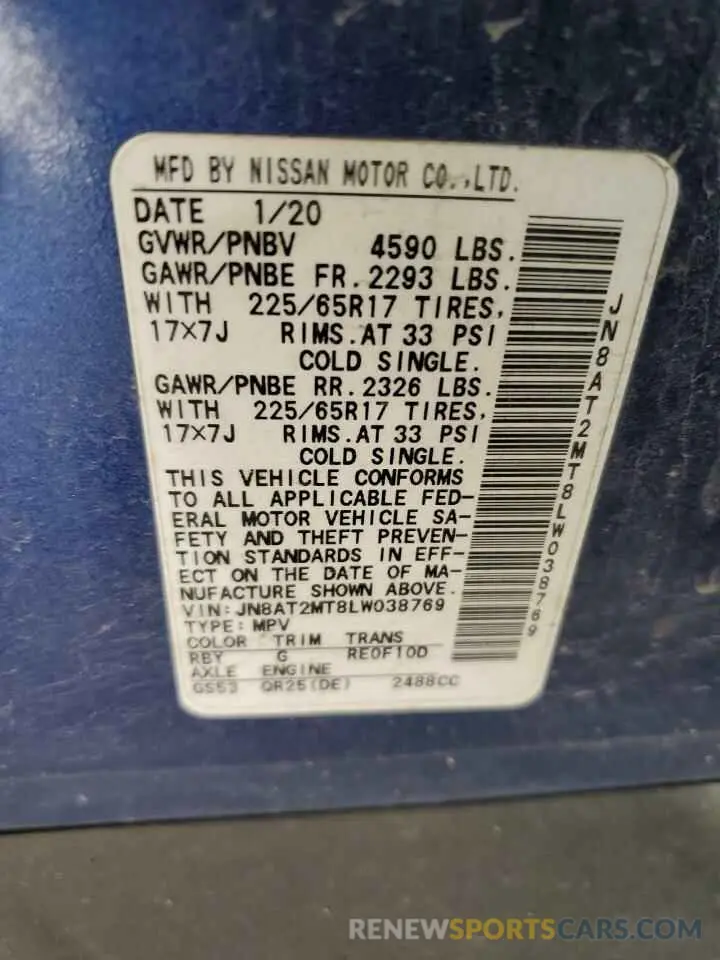 MFD BY NISSAN MOTOR CO.,LTD.
DATE 1/20
GVWR/PNBV 4590 LBS.
GAWR/PNBE FR.2293 LBS.
WITH 225/65R17 TIRES,
17×7J RIMS.AT 33 PSI
COLD SINGLE.
GAWR/PNBE RR.2326 LBS.
WITH 225/65R17 TIRES,
17×7J RIMS.AT 33 PSI
COLD SINGLE.
THIS VEHICLE CONFORMS
TO ALL APPLICABLE FED-
ERAL MOTOR VEHICLE SA-
FETY AND THEFT PREVEN-
TION STANDARDS IN EFF-
ECT ON THE DATE OF MA-
NUFACTURE SHOWN ABOVE.
VIN:JN8AT2MT8LW038769
TYPE:MPV
COLOR TRIM TRANS
RBY G RE0F10D
AXLE ENGINE
GS53 QR25(DE) 2488CC
JN8AT2MT8LW038769
RENEWSPORTSCARS.COM